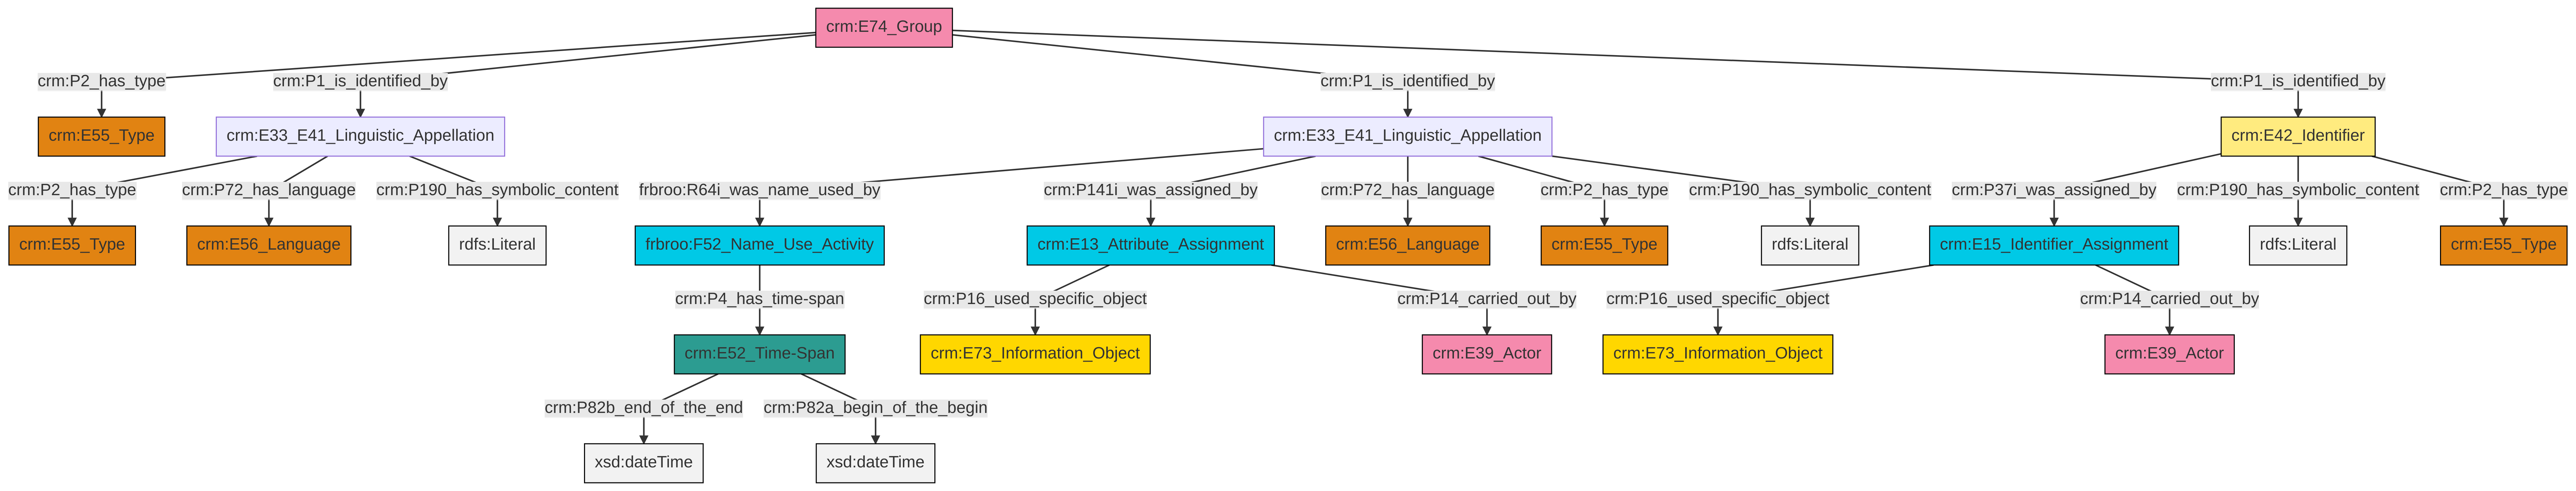 crm:E74_Group
crm:P2_has_type
crm:P1_is_identified_by
crm:P1_is_identified_by
crm:P1_is_identified_by
crm:E55_Type
crm:E33_E41_Linguistic_Appellation
crm:E33_E41_Linguistic_Appellation
crm:E42_Identifier
crm:P2_has_type
crm:P72_has_language
crm:P190_has_symbolic_content
frbroo:R64i_was_name_used_by
crm:P141i_was_assigned_by
crm:P72_has_language
crm:P2_has_type
crm:P190_has_symbolic_content
crm:P37i_was_assigned_by
crm:P190_has_symbolic_content
crm:P2_has_type
crm:E55_Type
crm:E56_Language
rdfs:Literal
frbroo:F52_Name_Use_Activity
crm:E13_Attribute_Assignment
crm:E56_Language
crm:E55_Type
rdfs:Literal
crm:E15_Identifier_Assignment
rdfs:Literal
crm:E55_Type
crm:P4_has_time-span
crm:P16_used_specific_object
crm:P14_carried_out_by
crm:P16_used_specific_object
crm:P14_carried_out_by
crm:E52_Time-Span
crm:E73_Information_Object
crm:E39_Actor
crm:E73_Information_Object
crm:E39_Actor
crm:P82b_end_of_the_end
crm:P82a_begin_of_the_begin
xsd:dateTime
xsd:dateTime